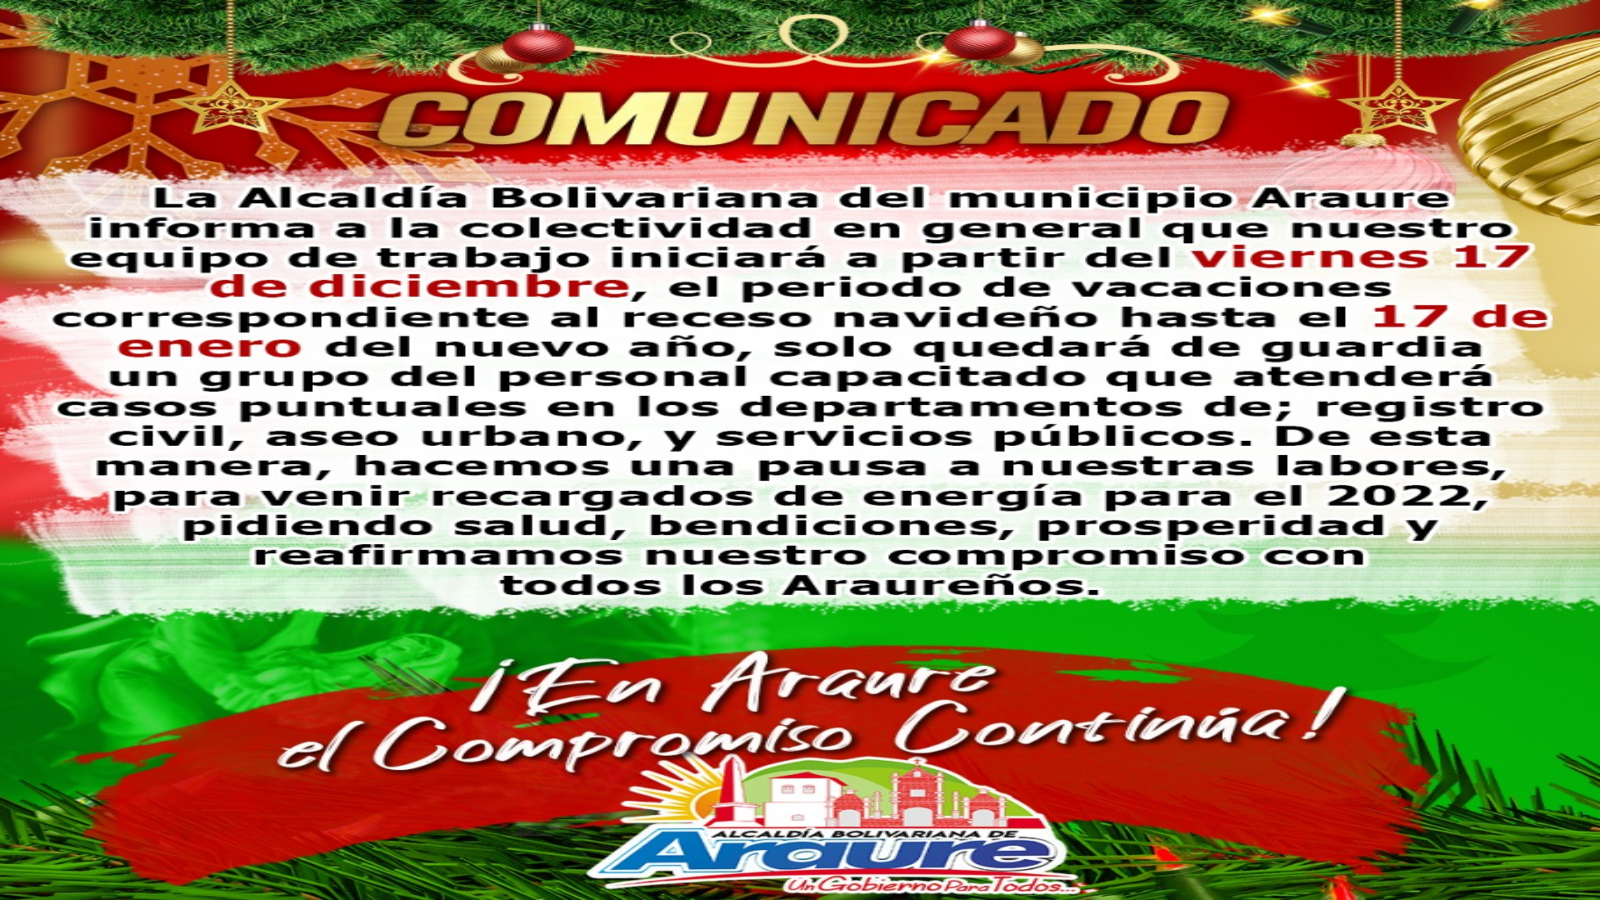 COMUNICADO
La Alcaldía Bolivariana del municipio Araure
informa a la colectividad en general que nuestro
equipo de trabajo iniciará a partir del viernes 17
de diciembre, el periodo de vacaciones
correspondiente al receso navideño hasta el 17 de
enero del nuevo año, solo quedará de guardia
un grupo del personal capacitado que atenderá
casos puntuales en los departamentos de; registro
civil, aseo urbano, y servicios públicos. De esta
manera, hacemos una pausa a nuestras labores,
para venir recargados de energía para el 2022,
pidiendo salud, bendiciones, prosperidad y
reafirmamos nuestro compromiso con
todos los Araureños.
¡En Araure
el Compromiso Continúa!
ALCALDÍA BOLIVARIANA DE
Araure
Un Gobierno Para Todos...